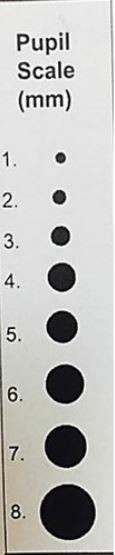 Pupil
Scale
(mm)
1.
2.
3.
4.
5.
6.
7.
8.